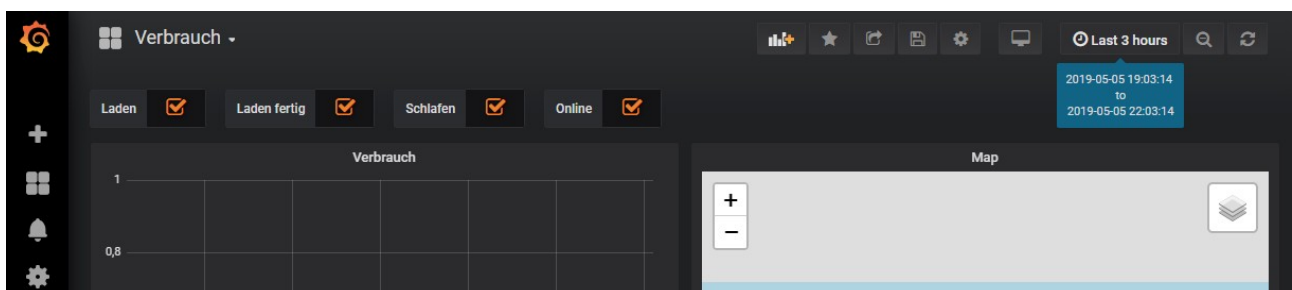 Verbrauch
Last 3 hours
2019-05-05 19:03:14
to
2019-05-05 22:03:14
Laden
Laden fertig
Schlafen
Online
Verbrauch
1
0,8
Map
+
−